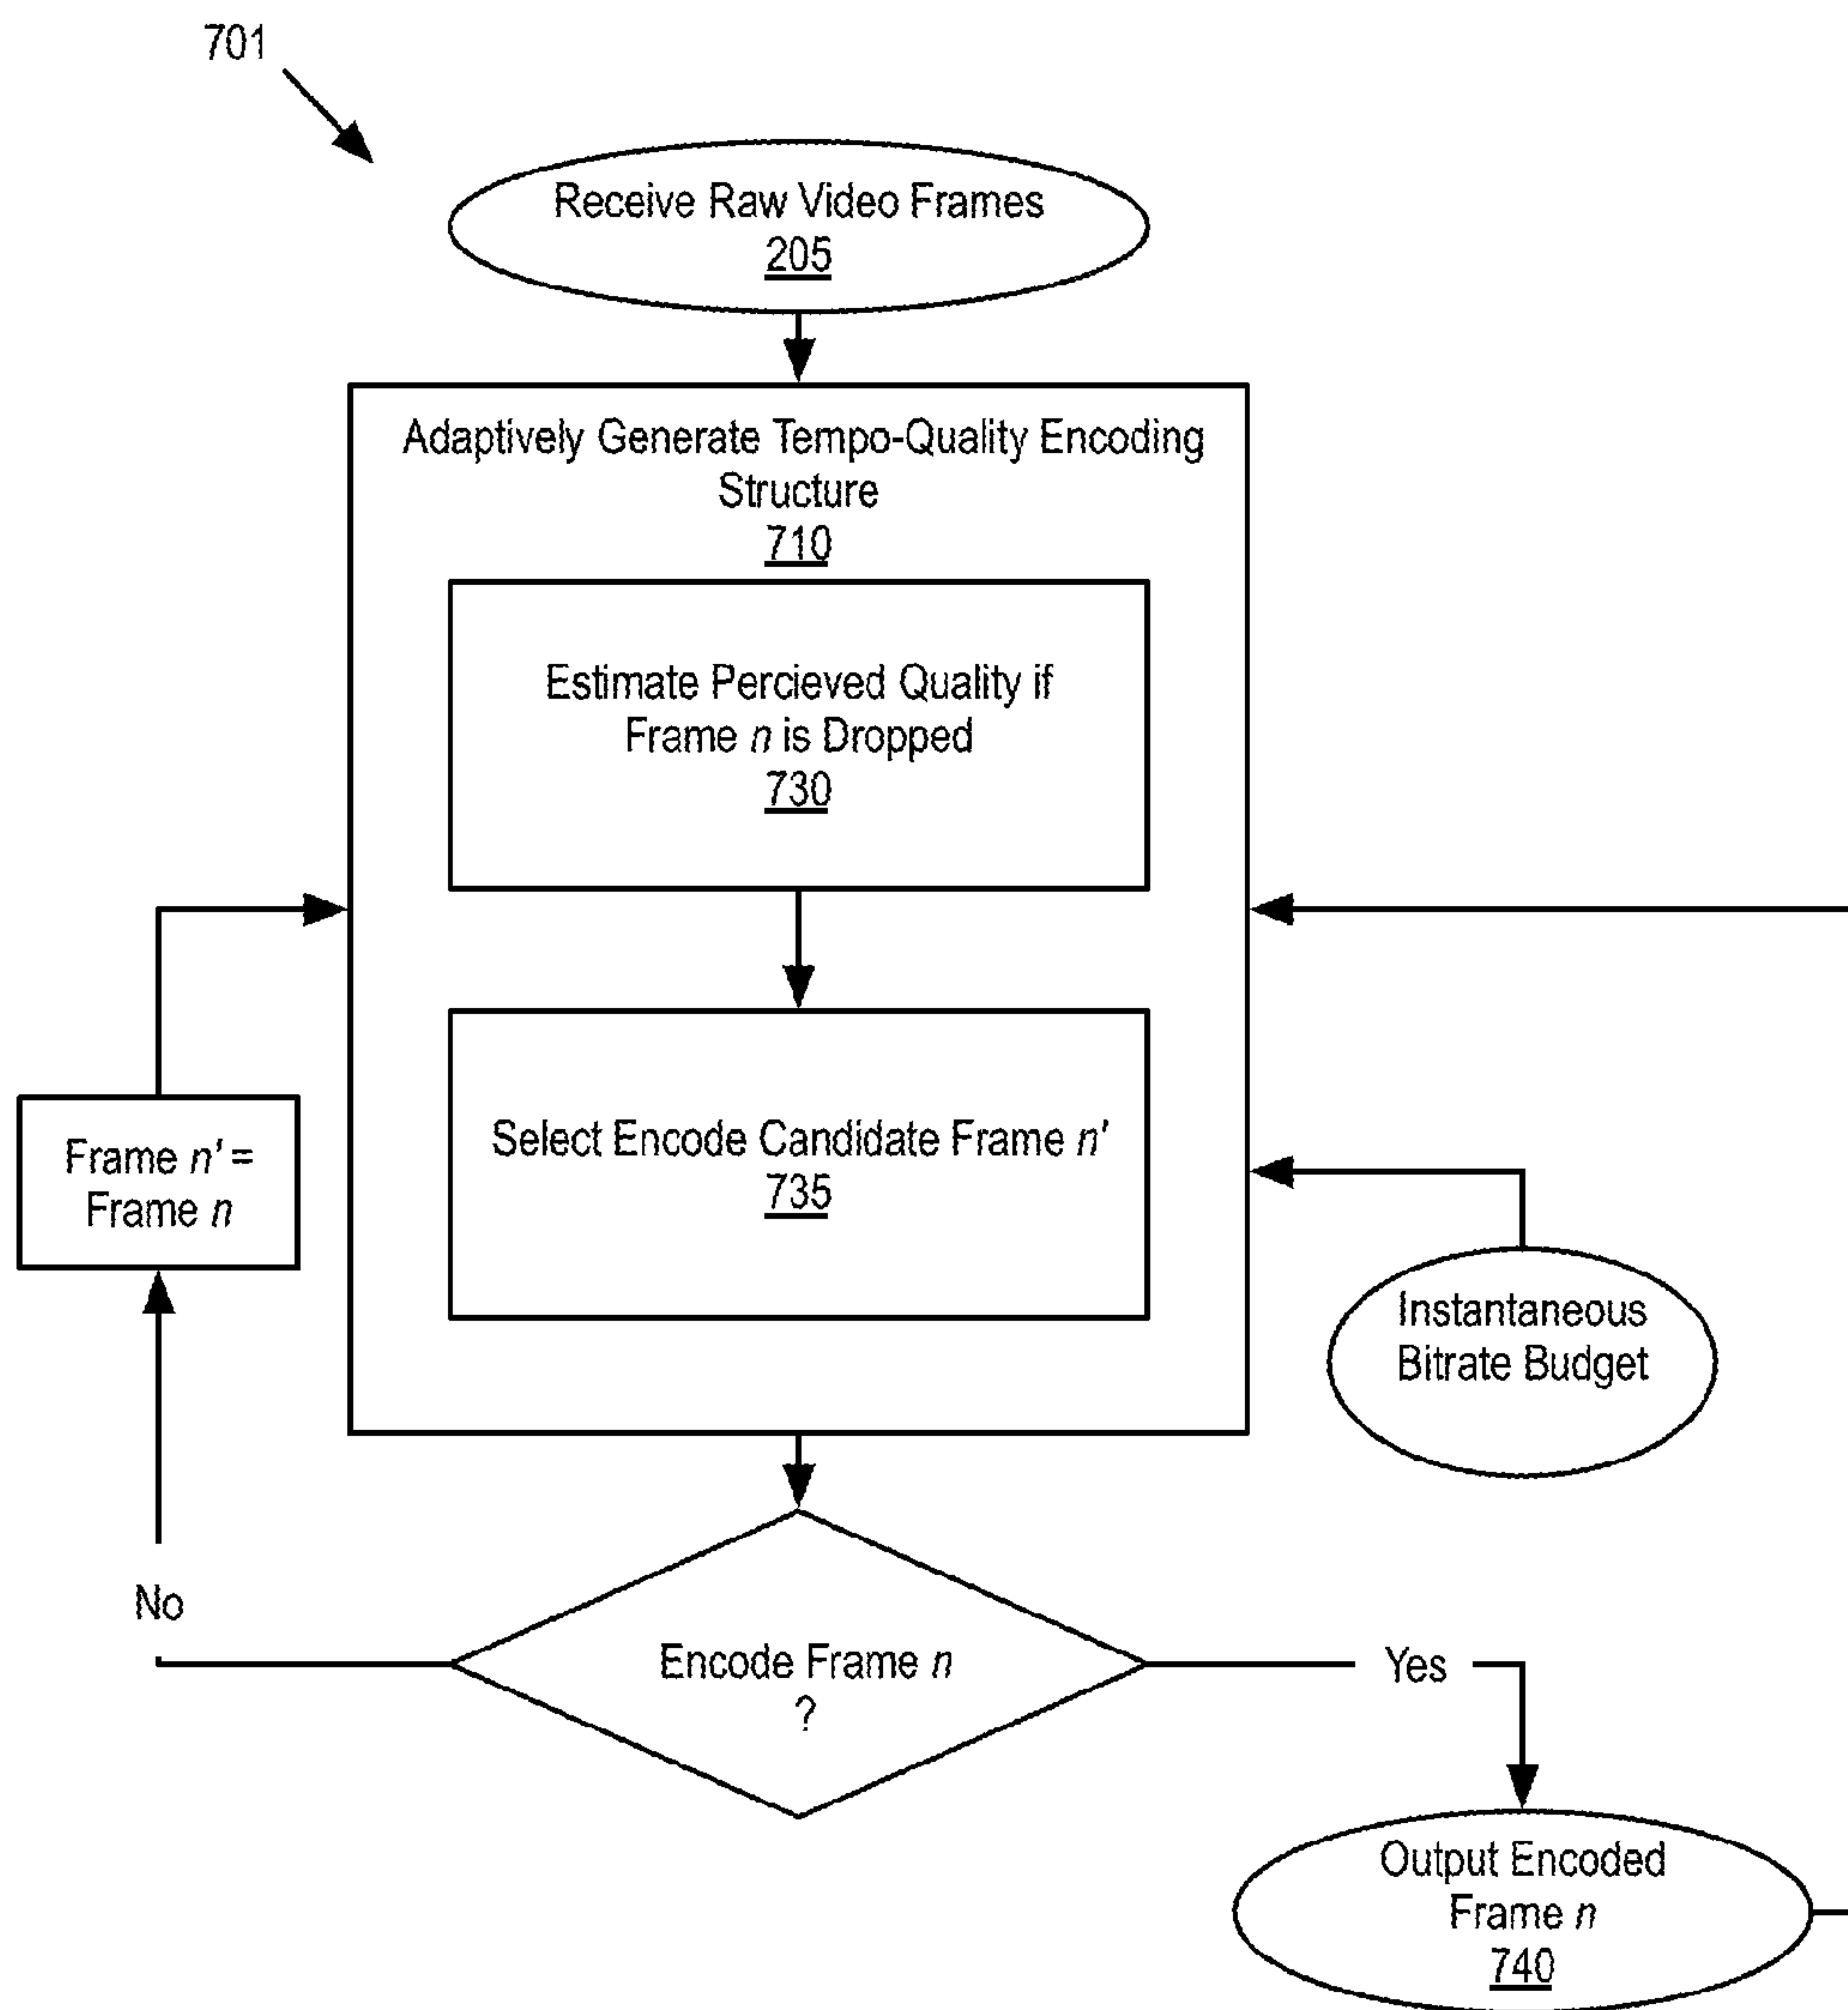 701
Receive Raw Video Frames
205
Adaptively Generate Tempo-Quality Encoding
Structure
710
Estimate Percieved Quality if
Frame n is Dropped
730
Select Encode Candidate Frame n'
735
Frame n' =
Frame n
Instantaneous
Bitrate Budget
No
Encode Frame n
?
Yes
Output Encoded
Frame n
740